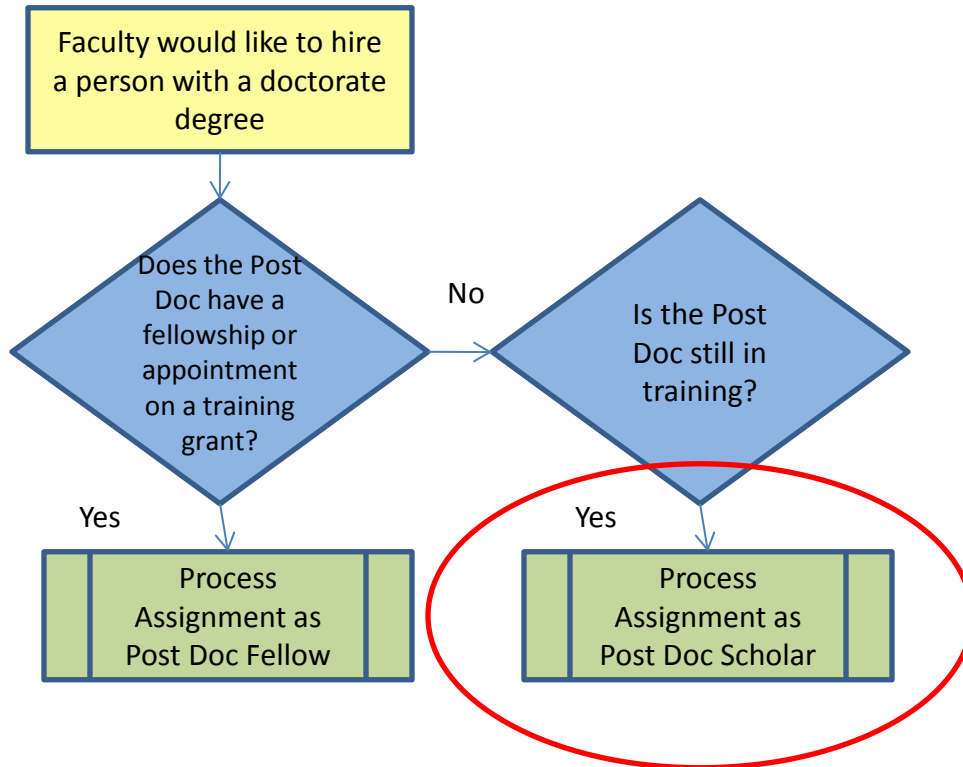 Faculty would like to hire
a person with a doctorate
degree
Does the Post
Doc have a
fellowship or
appointment
on a training
grant?
No
Is the Post
Doc still in
training?
Yes
Process
Assignment as
Post Doc Fellow
Yes
Process
Assignment as
Post Doc Scholar